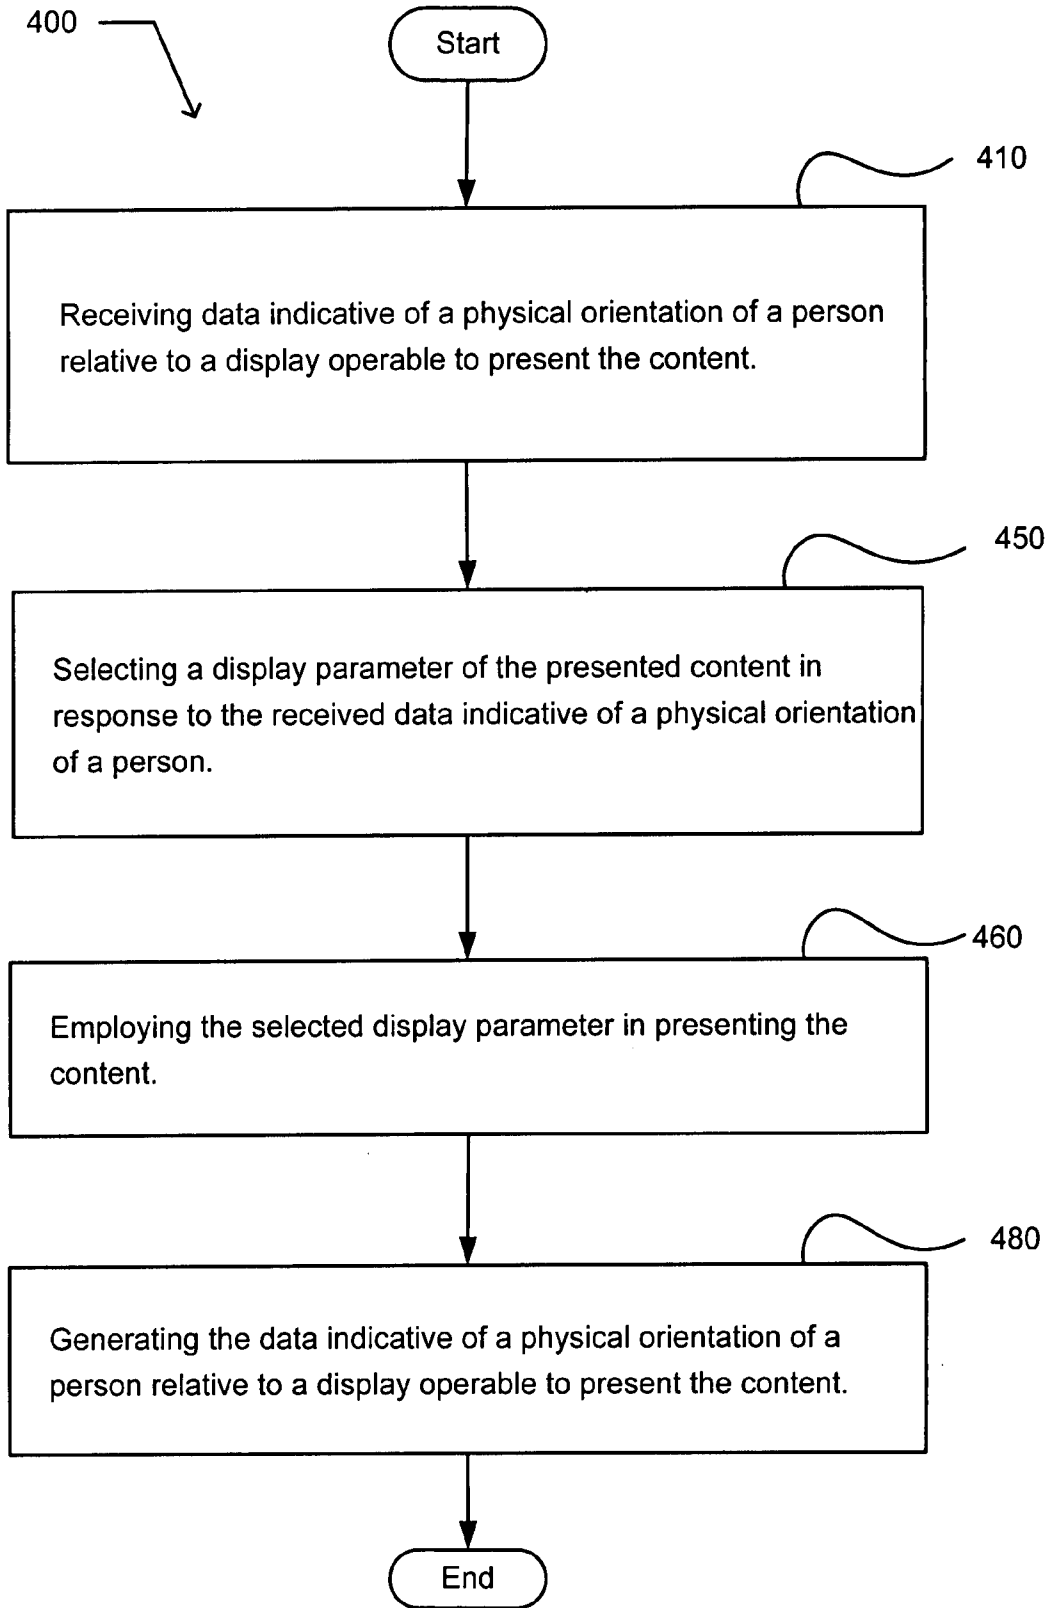 400
Start
410
Receiving data indicative of a physical orientation of a person
relative to a display operable to present the content.
450
Selecting a display parameter of the presented content in
response to the received data indicative of a physical orientation
of a person.
460
Employing the selected display parameter in presenting the
content.
480
Generating the data indicative of a physical orientation of a
person relative to a display operable to present the content.
End